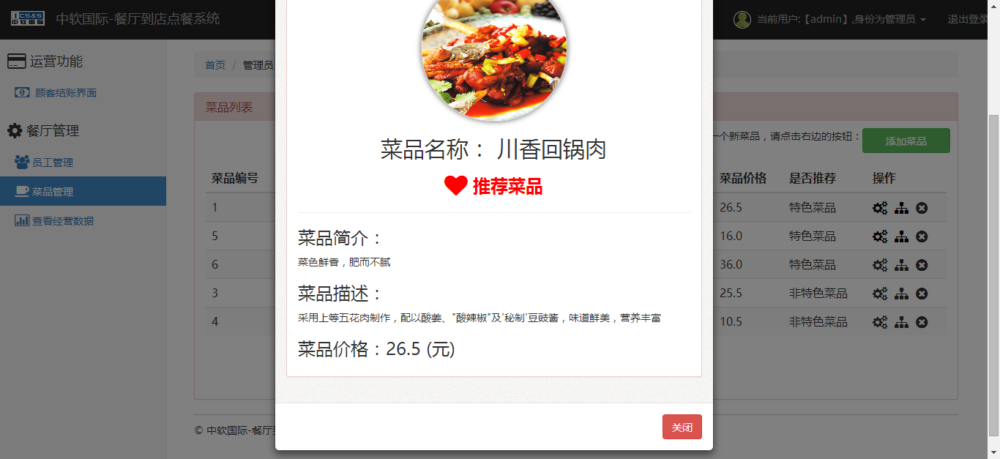 CS&S
中软国际
中软国际-餐厅到店点餐系统
当前用户:【admin】,身份为管理员
退出登录
运营功能
顾客结账界面
餐厅管理
员工管理
菜品管理
查看经营数据
首页 / 管理员
菜品列表
一个新菜品，请点击右边的按钮：
添加菜品
菜品编号 菜品价格 是否推荐 操作
1 26.5 特色菜品
5 16.0 特色菜品
6 36.0 特色菜品
3 25.5 非特色菜品
4 10.5 非特色菜品
© 中软国际-餐厅
菜品名称： 川香回锅肉
推荐菜品
菜品简介：
菜色鲜香，肥而不腻
菜品描述：
采用上等五花肉制作，配以酸姜、"酸辣椒"及'秘制'豆豉酱，味道鲜美，营养丰富
菜品价格：26.5 (元)
关闭